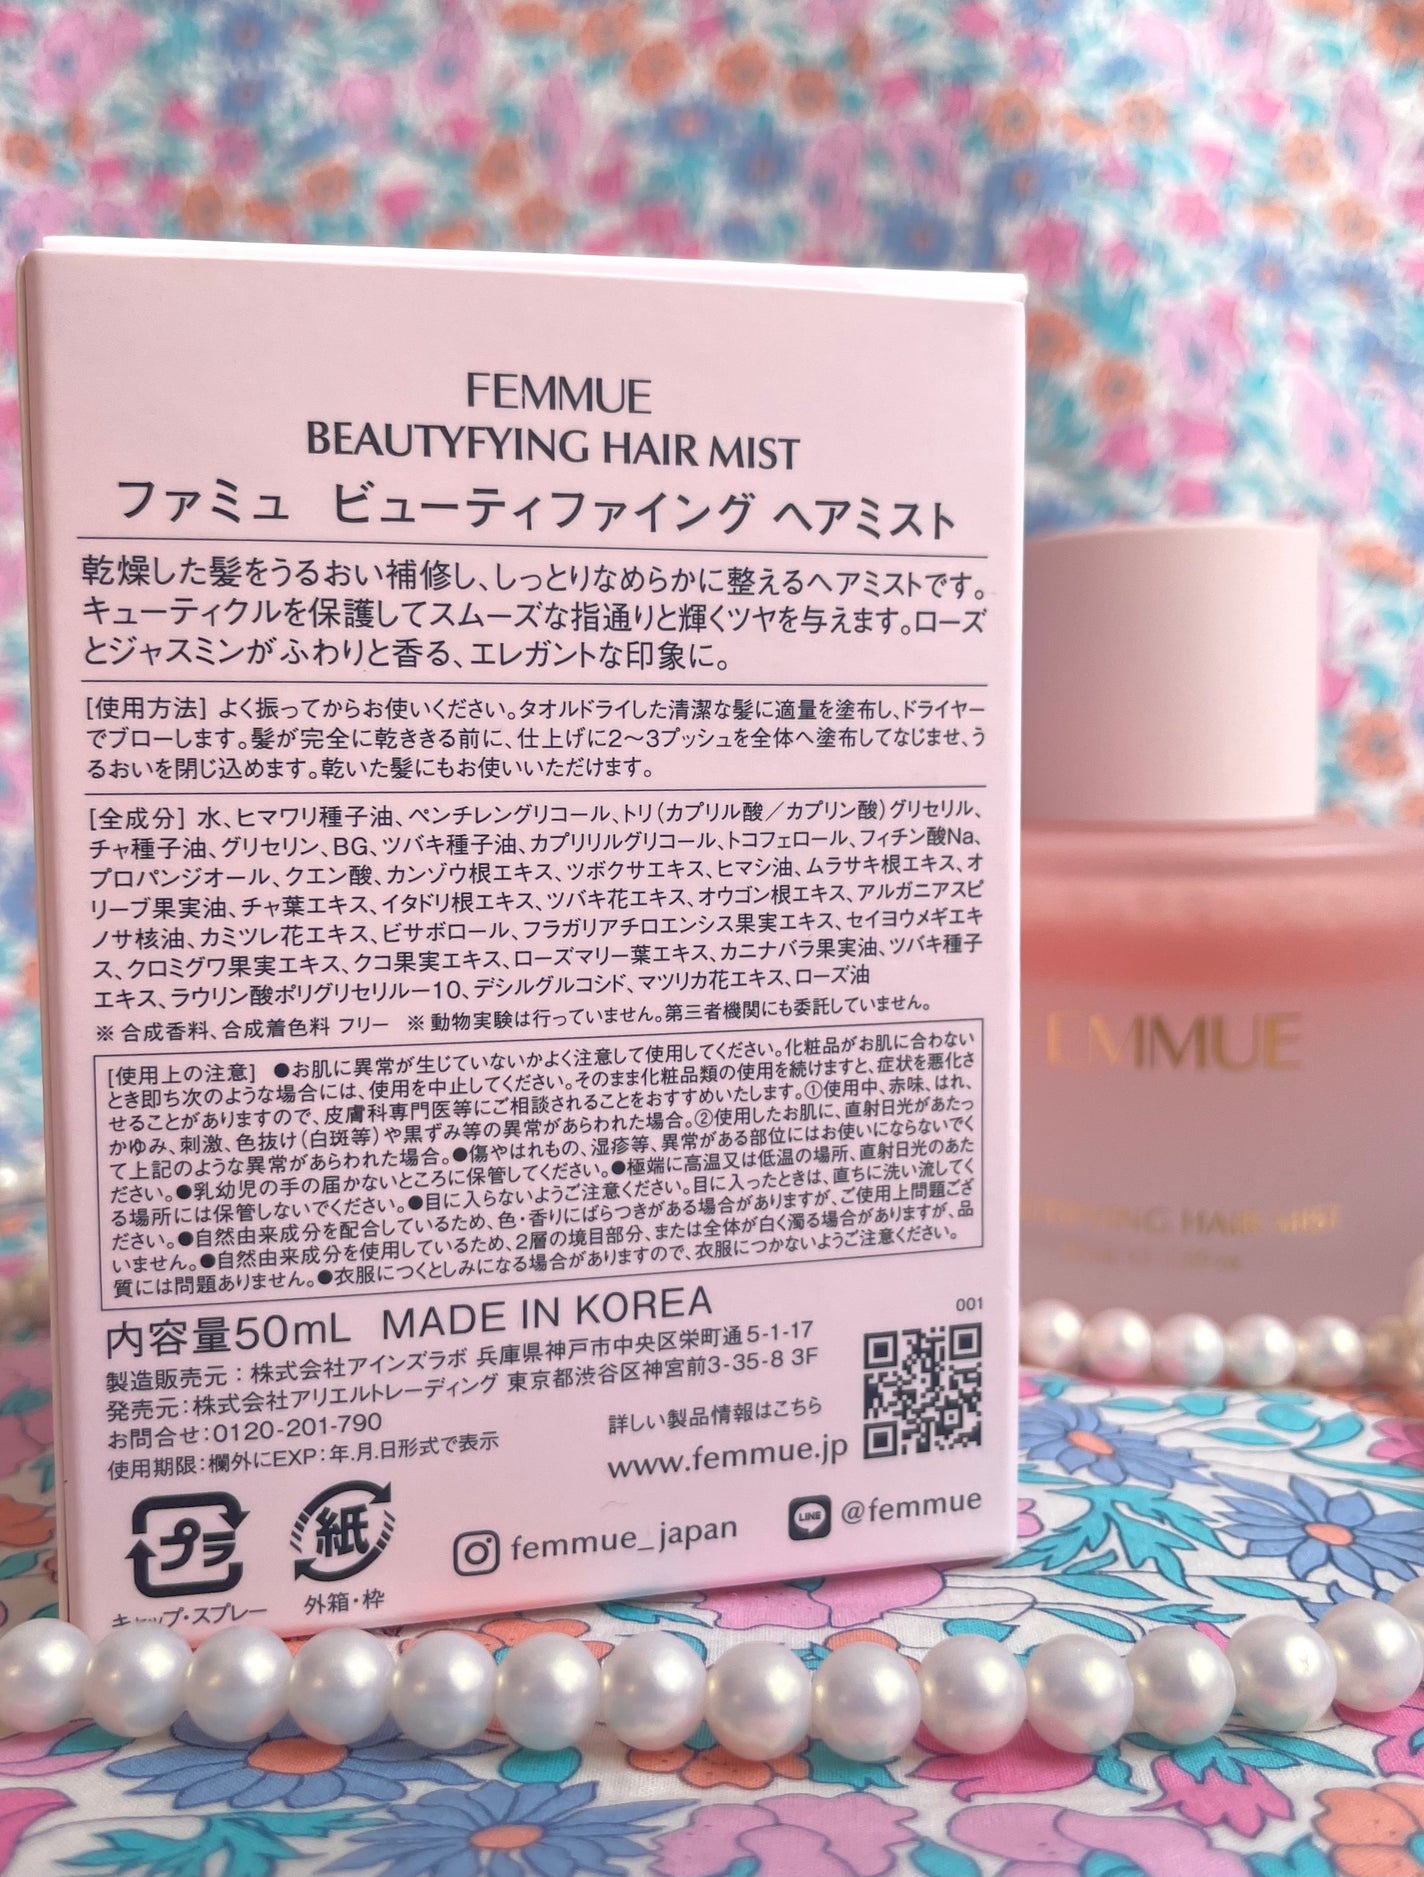 FEMMUE
BEAUTYFYING HAIR MIST
ファミュ ビューティファイング ヘアミスト
乾燥した髪をうるおい補修し、しっとりなめらかに整えるヘアミストです。
キューティクルを保護してスムーズな指通りと輝くツヤを与えます。ローズ
とジャスミンがふわりと香る、エレガントな印象に。
[使用方法] よく振ってからお使いください。タオルドライした清潔な髪に適量を塗布し、ドライヤー
でブローします。髪が完全に乾ききる前に、仕上げに2〜3プッシュを全体へ塗布してなじませ、う
るおいを閉じ込めます。乾いた髪にもお使いいただけます。
[全成分] 水、ヒマワリ種子油、ペンチレングリコール、トリ(カプリル酸/カプリン酸)グリセリル、
チャ種子油、グリセリン、BG、ツバキ種子油、カプリリルグリコール、トコフェロール、フィチン酸Na、
プロパンジオール、クエン酸、カンゾウ根エキス、ツボクサエキス、ヒマシ油、ムラサキ根エキス、オ
リーブ果実油、チャ葉エキス、イタドリ根エキス、ツバキ花エキス、オウゴン根エキス、アルガニアスピ
ノサ核油、カミツレ花エキス、ビサボロール、フラガリアチロエンシス果実エキス、セイヨウメギエキ
ス、クロミグワ果実エキス、クコ果実エキス、ローズマリー葉エキス、カニナバラ果実油、ツバキ種子
エキス、ラウリン酸ポリグリセリル-10、デシルグルコシド、マツリカ花エキス、ローズ油
※合成香料、合成着色料 フリー ※動物実験は行っていません。第三者機関にも委託していません。
[使用上の注意] ●お肌に異常が生じていないかよく注意して使用してください。化粧品がお肌に合わない
とき即ち次のような場合には、使用を中止してください。そのまま化粧品類の使用を続けますと、症状を悪化さ
せることがありますので、皮膚科専門医等にご相談されることをおすすめいたします。①使用中、赤味、はれ、
かゆみ、刺激、色抜け(白斑等)や黒ずみ等の異常があらわれた場合。②使用したお肌に、直射日光があたっ
て上記のような異常があらわれた場合。●傷やはれもの、湿疹等、異常がある部位にはお使いにならないでく
ださい。●乳幼児の手の届かないところに保管してください。●極端に高温又は低温の場所、直射日光のあた
る場所には保管しないでください。●目に入らないようご注意ください。目に入ったときは、直ちに洗い流してく
ださい。●自然由来成分を配合しているため、色・香りにばらつきがある場合がありますが、ご使用上問題ござ
いません。●自然由来成分を使用しているため、2層の境目部分、または全体が白く濁る場合がありますが、品
質には問題ありません。●衣服につくとしみになる場合がありますので、衣服につかないようご注意ください。
内容量50mL MADE IN KOREA
001
製造販売元:株式会社アインズラボ 兵庫県神戸市中央区栄町通5-1-17
発売元:株式会社アリエルトレーディング 東京都渋谷区神宮前3-35-8 3F
お問合せ:0120-201-790
詳しい製品情報はこちら
使用期限:欄外にEXP:年.月.日形式で表示
www.femmue.jp
プラ
紙
キャップ・スプレー
外箱・枠
femmue_japan
LINE
@femmue
FEMMUE
HAIR MIST